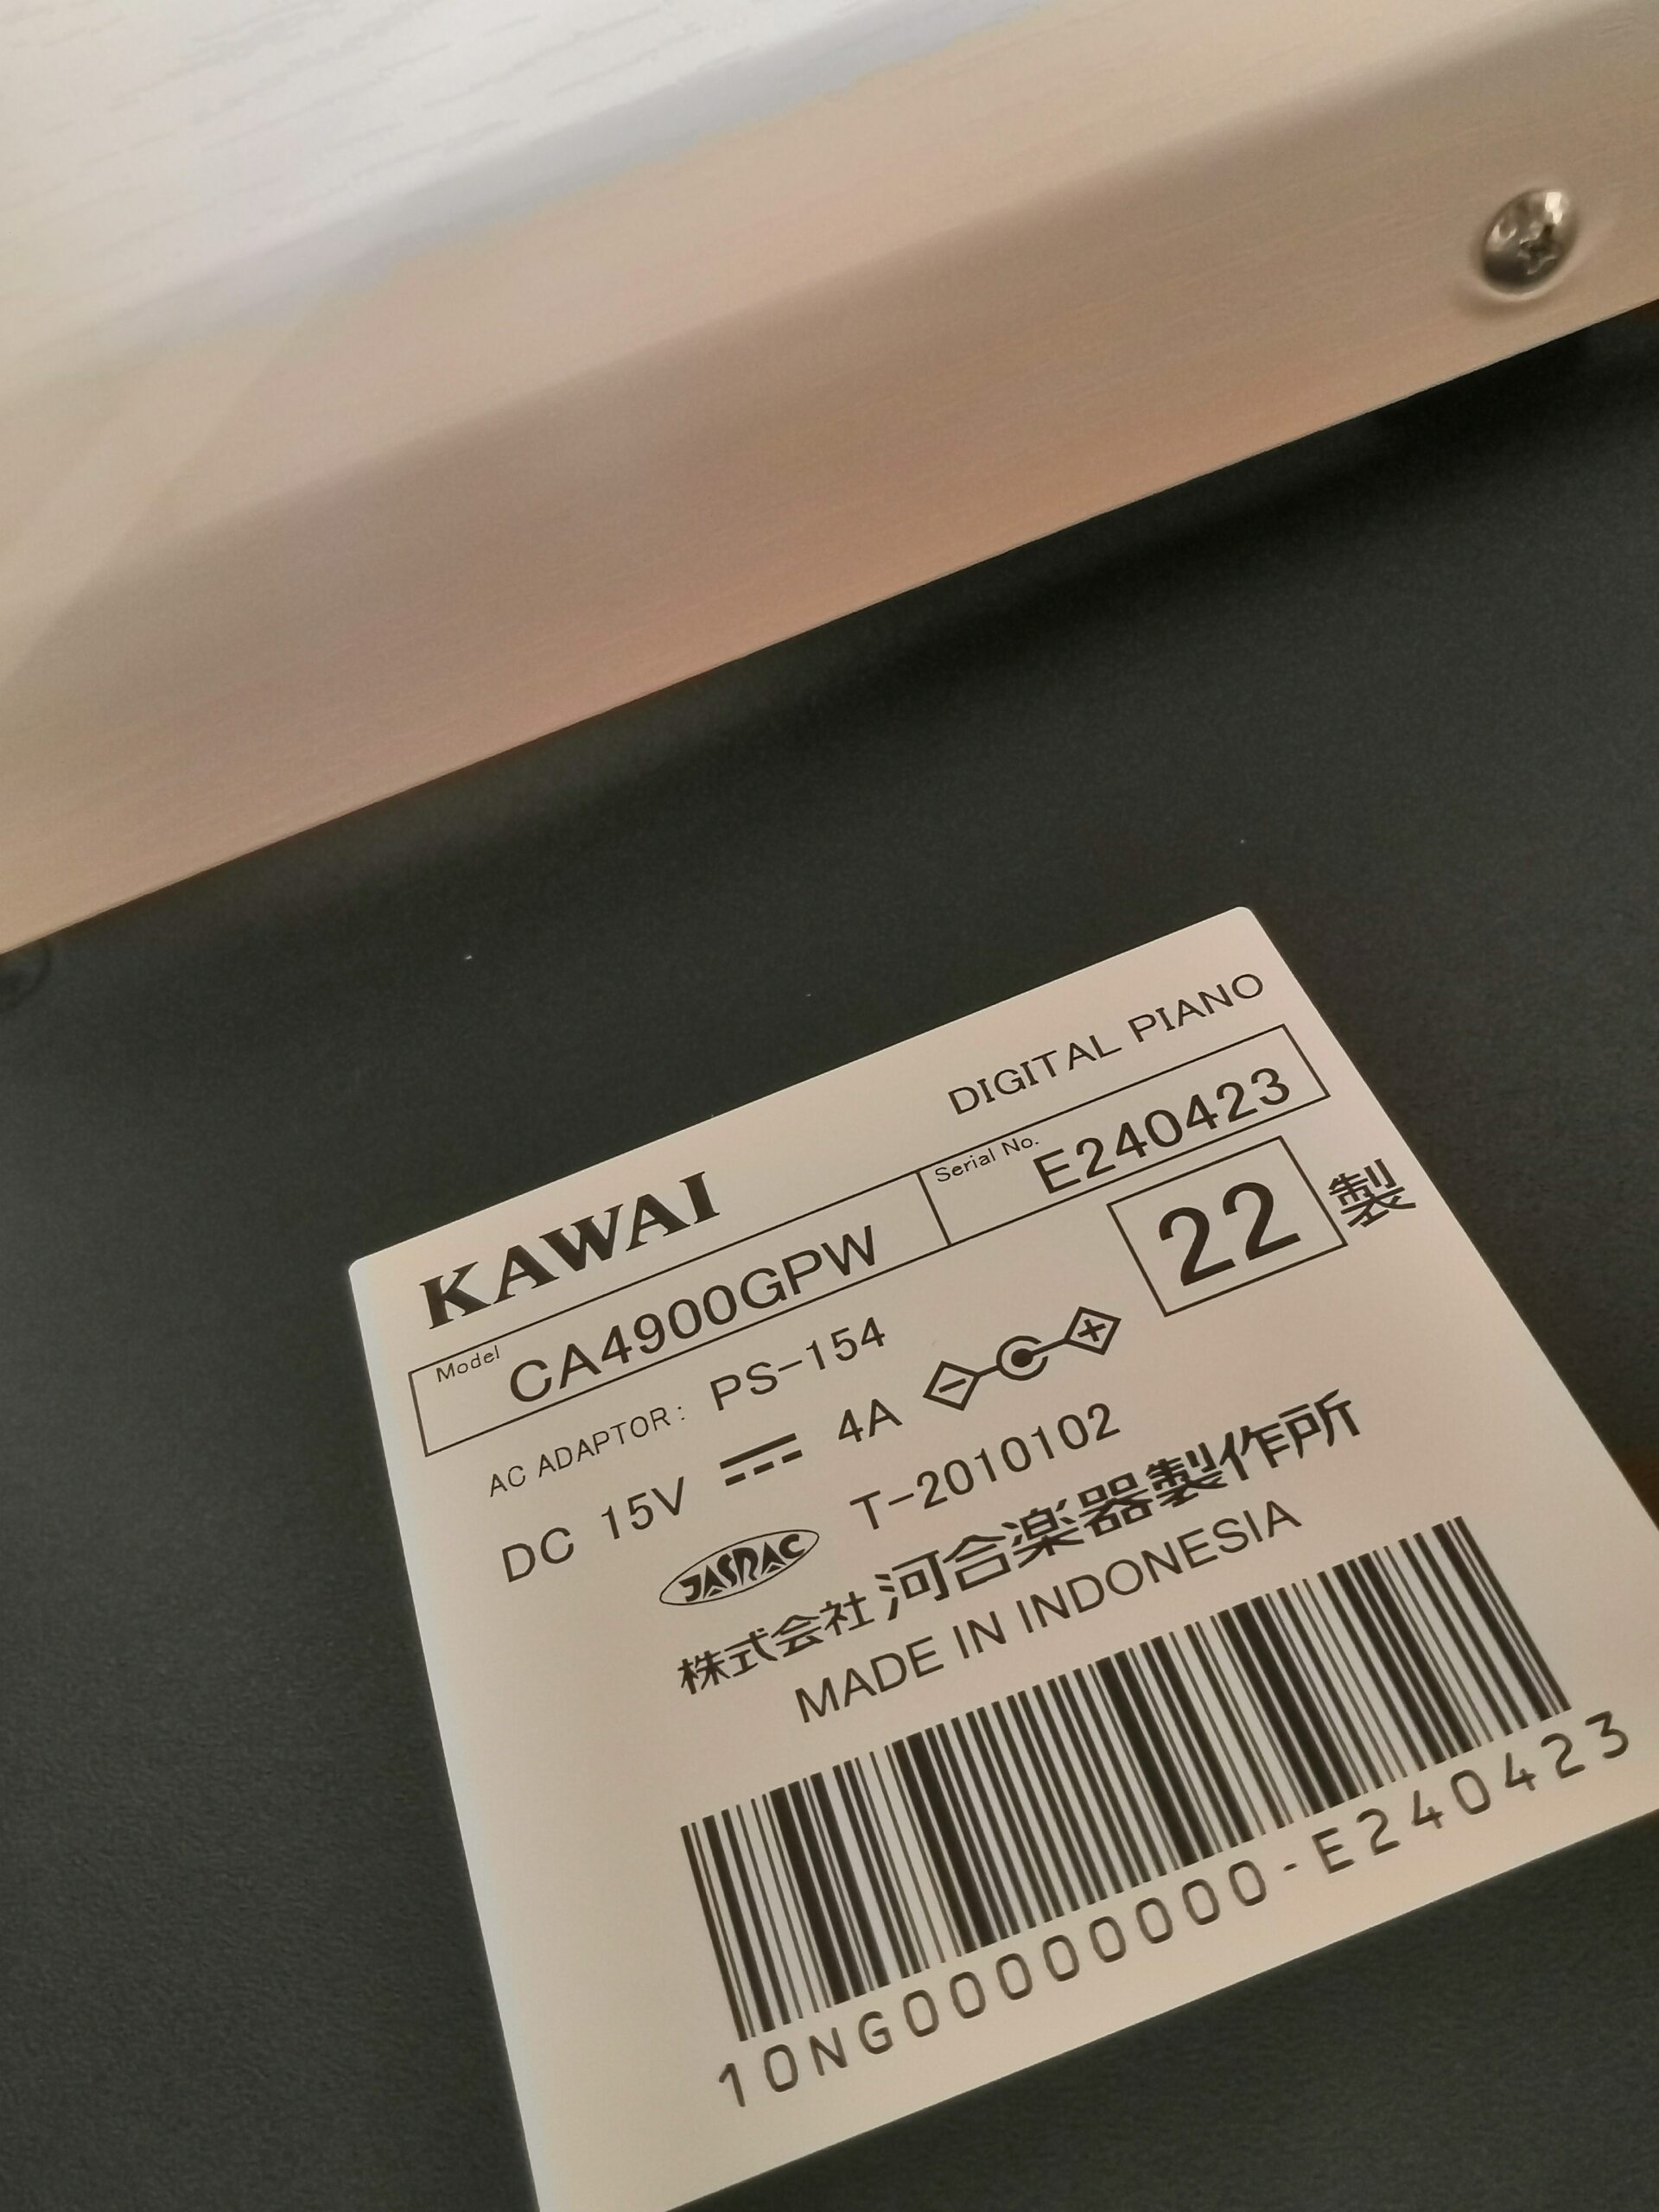 KAWAI DIGITAL PIANO
Model CA4900GPW Serial No. E240423
AC ADAPTOR: PS-154 22 製
DC 15V 4A
JASRAC T-2010102
株式会社 河合楽器製作所
MADE IN INDONESIA
10NG00000000-E240423